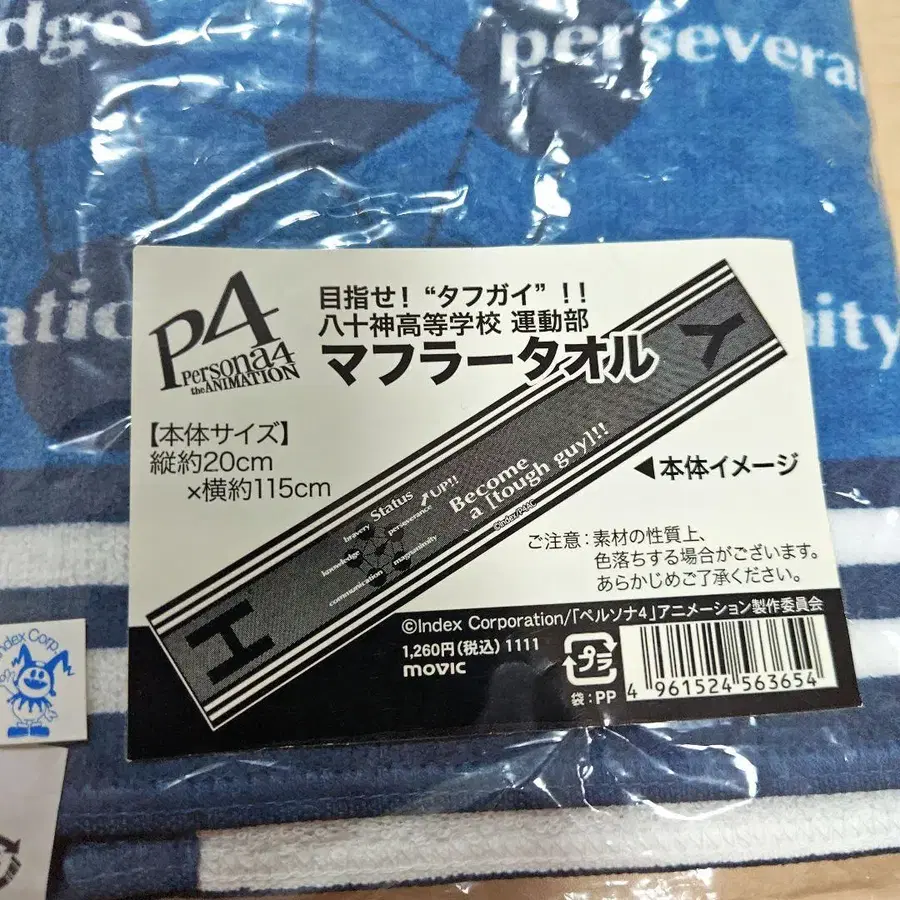 persevera
P4
Persona4
the ANIMATION
目指せ！“タフガイ”！！
八十神高等学校 運動部
マフラータオル
【本体サイズ】
縦約20cm
×横約115cm
イ
Become
a [tough guy]!!
©Index/P4AC
Status UP!!
bravery
perseverance
knowledge
magnanimity
communication
エ
◀本体イメージ
ご注意：素材の性質上、
色落ちする場合がございます。
あらかじめご了承ください。
©Index Corporation/「ペルソナ4」アニメーション製作委員会
1,260円(税込) 1111
movic
プラ
袋：PP
4 961524 563654
ndex Corp